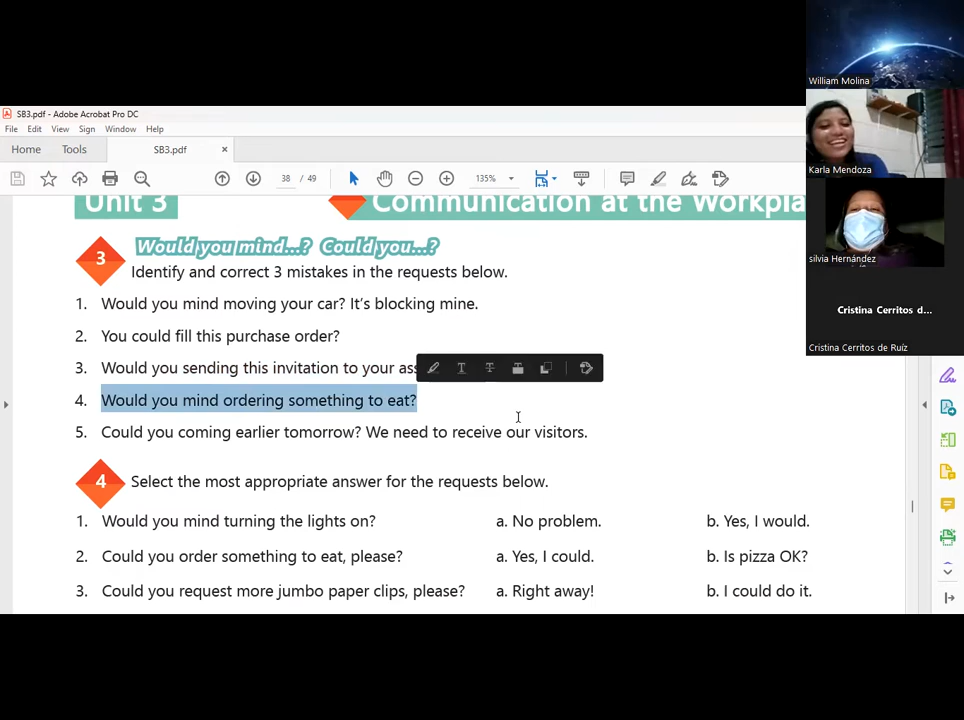 William Molina
SB3.pdf - Adobe Acrobat Pro DC
File Edit View Sign Window Help
Karla Mendoza
Home Tools SB3.pdf ×
38 / 49 135%
Unit 3 Communication at the Workpla
3 Would you mind...? Could you...?
Identify and correct 3 mistakes in the requests below.
silvia Hernández
1. Would you mind moving your car? It's blocking mine.
Cristina Cerritos d...
2. You could fill this purchase order?
Cristina Cerritos de Ruíz
3. Would you sending this invitation to your ass
4. Would you mind ordering something to eat?
5. Could you coming earlier tomorrow? We need to receive our visitors.
4 Select the most appropriate answer for the requests below.
1. Would you mind turning the lights on? a. No problem. b. Yes, I would.
2. Could you order something to eat, please? a. Yes, I could. b. Is pizza OK?
3. Could you request more jumbo paper clips, please? a. Right away! b. I could do it.